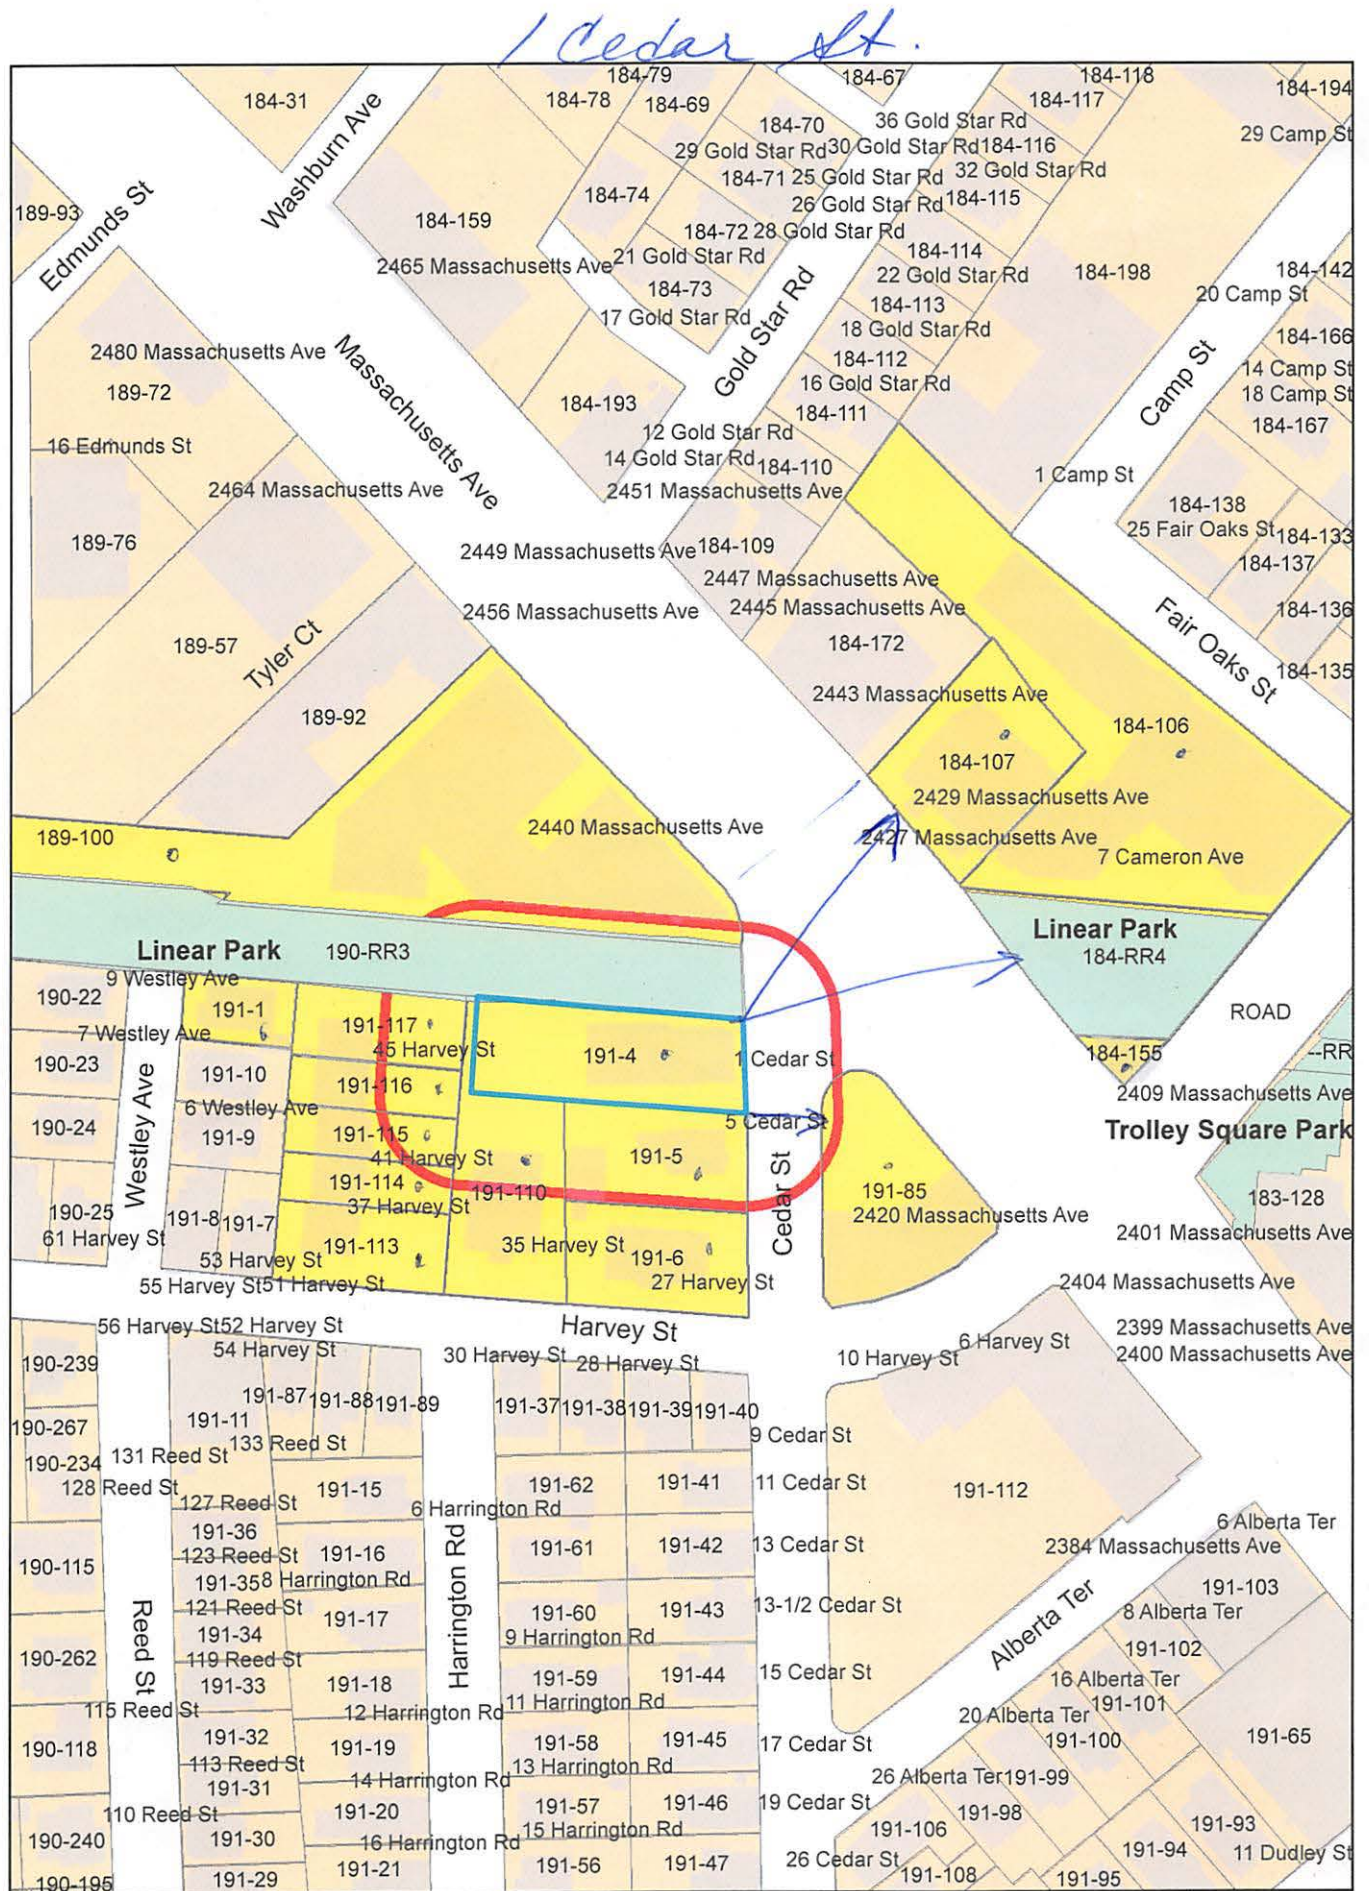 1 Cedar St.
184-79
184-67
184-118
184-31
184-78
184-69
184-117
184-194
Washburn Ave
184-70
36 Gold Star Rd
29 Camp St
29 Gold Star Rd
30 Gold Star Rd
184-116
184-71
25 Gold Star Rd
32 Gold Star Rd
184-74
26 Gold Star Rd
184-115
189-93
Edmunds St
184-159
184-72
28 Gold Star Rd
2465 Massachusetts Ave
21 Gold Star Rd
184-114
184-198
184-142
22 Gold Star Rd
184-73
20 Camp St
184-113
17 Gold Star Rd
Gold Star Rd
18 Gold Star Rd
184-166
2480 Massachusetts Ave
Massachusetts Ave
184-112
14 Camp St
189-72
16 Gold Star Rd
Camp St
18 Camp St
184-193
184-111
184-167
16 Edmunds St
12 Gold Star Rd
14 Gold Star Rd
184-110
1 Camp St
2464 Massachusetts Ave
2451 Massachusetts Ave
184-138
25 Fair Oaks St
184-133
189-76
2449 Massachusetts Ave
184-109
184-137
2447 Massachusetts Ave
2456 Massachusetts Ave
2445 Massachusetts Ave
184-136
189-57
Tyler Ct
184-172
Fair Oaks St
184-135
2443 Massachusetts Ave
189-92
184-106
184-107
2429 Massachusetts Ave
189-100
2440 Massachusetts Ave
2427 Massachusetts Ave
7 Cameron Ave
Linear Park
190-RR3
Linear Park
184-RR4
9 Westley Ave
190-22
191-1
ROAD
7 Westley Ave
191-117
45 Harvey St
191-4
1 Cedar St
184-155
--RR
190-23
191-10
191-116
2409 Massachusetts Ave
Westley Ave
6 Westley Ave
5 Cedar St
190-24
191-9
191-115
Trolley Square Park
41 Harvey St
191-5
191-114
191-110
191-85
183-128
37 Harvey St
Cedar St
2420 Massachusetts Ave
190-25
191-8
191-7
2401 Massachusetts Ave
61 Harvey St
191-113
35 Harvey St
191-6
53 Harvey St
27 Harvey St
2404 Massachusetts Ave
55 Harvey St
51 Harvey St
Harvey St
56 Harvey St
52 Harvey St
2399 Massachusetts Ave
54 Harvey St
30 Harvey St
28 Harvey St
10 Harvey St
6 Harvey St
2400 Massachusetts Ave
190-239
191-87
191-88
191-89
191-37
191-38
191-39
191-40
190-267
191-11
9 Cedar St
131 Reed St
133 Reed St
190-234
128 Reed St
191-15
191-62
191-41
11 Cedar St
191-112
127 Reed St
6 Harrington Rd
6 Alberta Ter
191-36
2384 Massachusetts Ave
123 Reed St
191-16
191-61
191-42
13 Cedar St
190-115
191-35
8 Harrington Rd
191-103
121 Reed St
191-17
191-60
191-43
13-1/2 Cedar St
8 Alberta Ter
Reed St
191-34
Harrington Rd
9 Harrington Rd
Alberta Ter
191-102
190-262
119 Reed St
191-33
191-18
191-59
191-44
15 Cedar St
16 Alberta Ter
115 Reed St
12 Harrington Rd
11 Harrington Rd
191-101
20 Alberta Ter
190-118
191-32
191-19
191-58
191-45
17 Cedar St
191-100
191-65
113 Reed St
13 Harrington Rd
191-31
14 Harrington Rd
26 Alberta Ter
191-99
110 Reed St
191-20
191-57
191-46
19 Cedar St
191-98
190-240
191-30
16 Harrington Rd
15 Harrington Rd
191-106
191-93
191-21
191-56
191-47
26 Cedar St
191-94
11 Dudley St
190-195
191-29
191-108
191-95